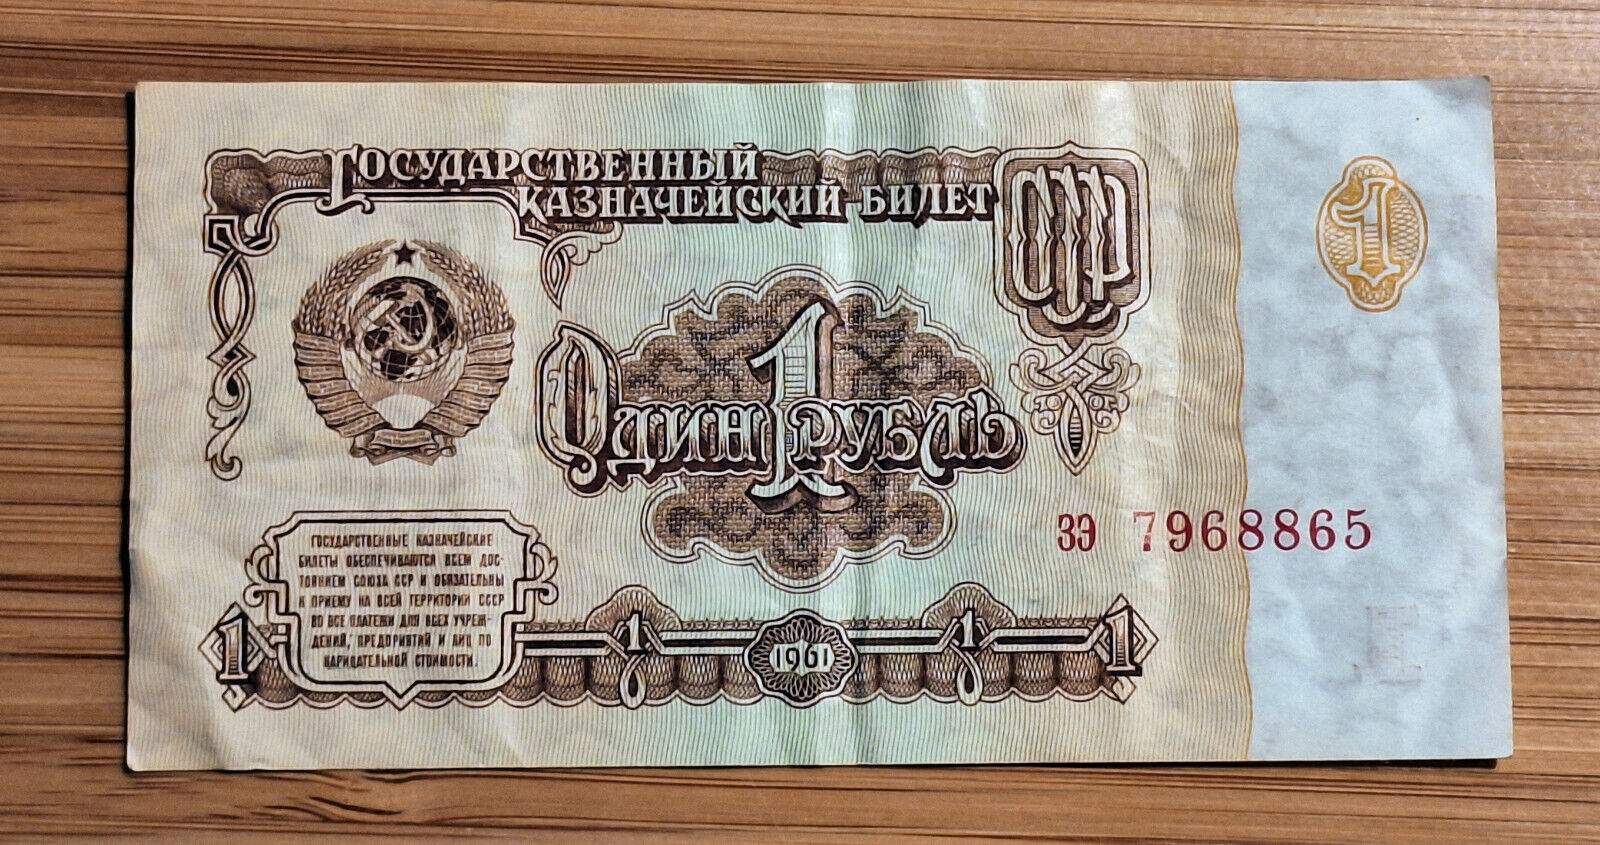 ГОСУДАРСТВЕННЫЙ
КАЗНАЧЕЙСКИЙ БИЛЕТ
СССР
1
1
ОДИН РУБЛЬ
ЗЭ 7968865
ГОСУДАРСТВЕННЫЕ КАЗНАЧЕЙСКИЕ
БИЛЕТЫ ОБЕСПЕЧИВАЮТСЯ ВСЕМ ДОС-
ТОЯНИЕМ СОЮЗА ССР И ОБЯЗАТЕЛЬНЫ
К ПРИЕМУ НА ВСЕЙ ТЕРРИТОРИИ СССР
ВО ВСЕ ПЛАТЕЖИ ДЛЯ ВСЕХ УЧРЕЖ-
ДЕНИЙ, ПРЕДПРИЯТИЙ И ЛИЦ ПО
НАРИЦАТЕЛЬНОЙ СТОИМОСТИ.
1 1 1961 1 1